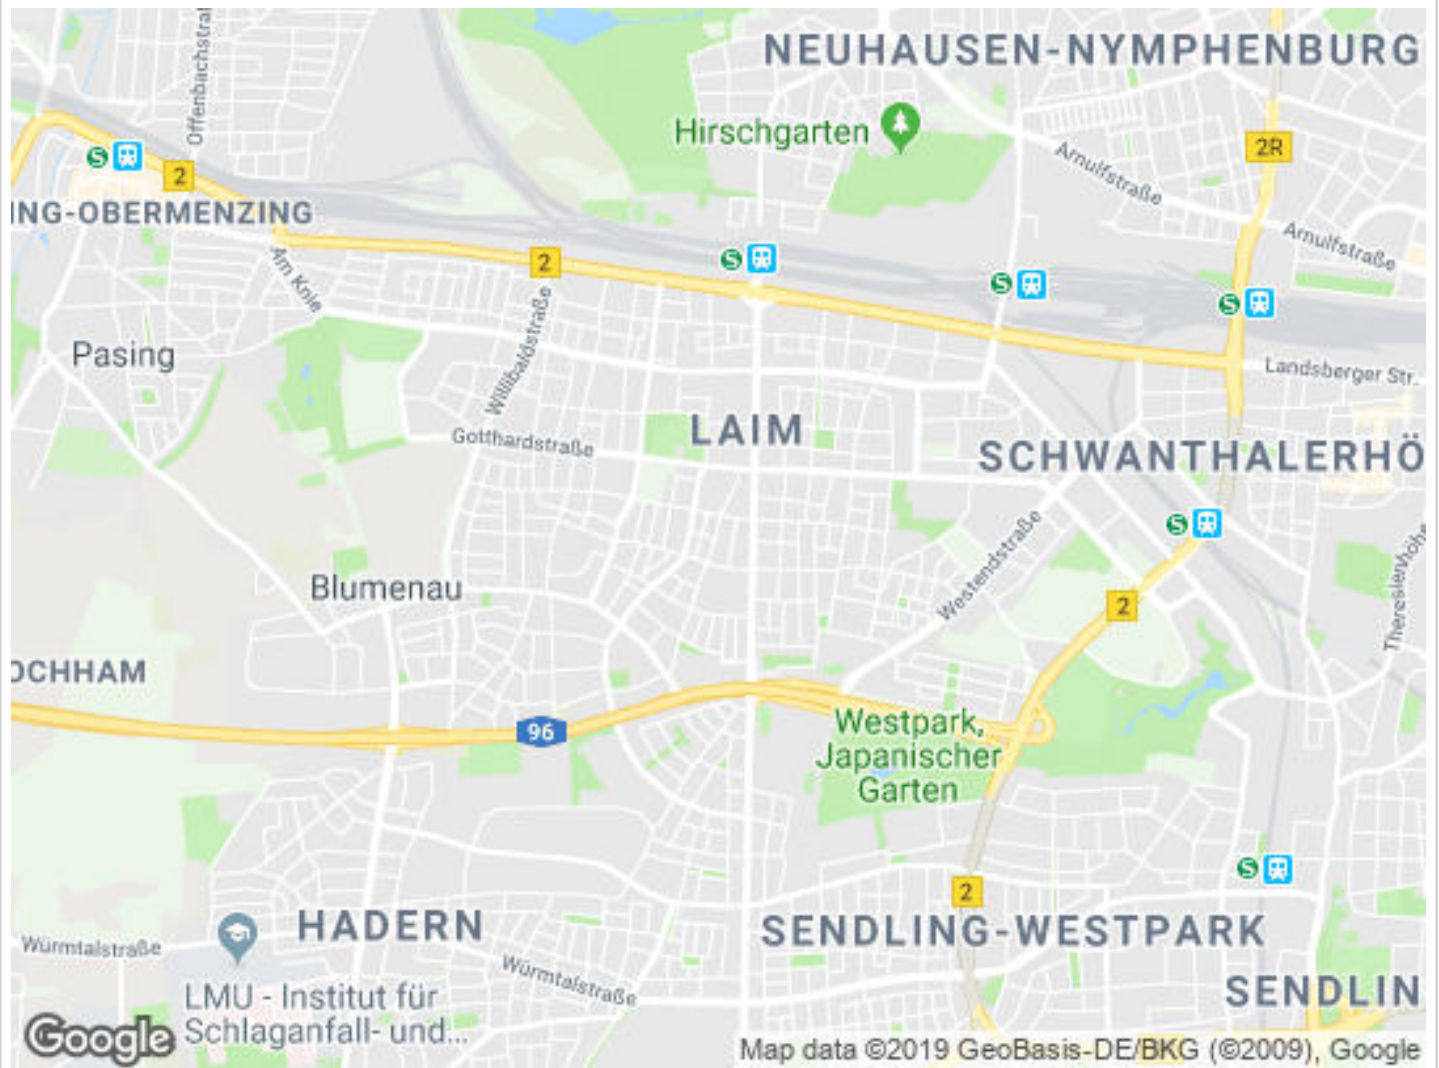 Offenbachstraß
NEUHAUSEN-NYMPHENBURG
Hirschgarten
2R
Arnulfstraße
S
2
ING-OBERMENZING
Arnulfstraße
Am Knie
2
S
S
S
Willibaldstraße
Pasing
Landsberger Str.
LAIM
Gotthardstraße
SCHWANTHALERHÖ
S
Westendstraße
Theresienhöhe
Blumenau
2
OCHHAM
96
Westpark,
Japanischer
Garten
S
2
HADERN
SENDLING-WESTPARK
Würmtalstraße
Würmtalstraße
SENDLIN
LMU - Institut für
Schlaganfall- und...
Google
Map data ©2019 GeoBasis-DE/BKG (©2009), Google